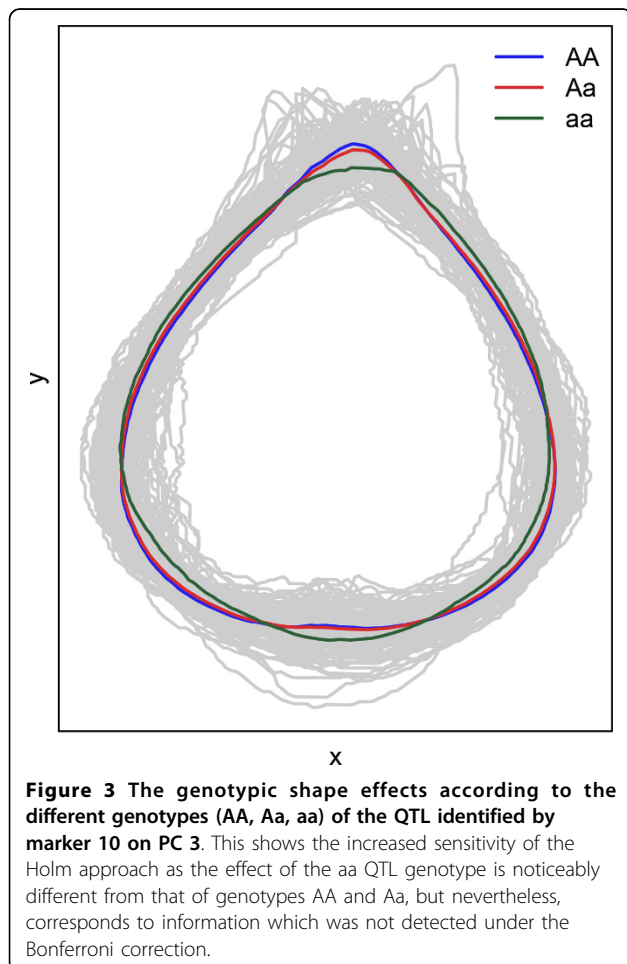 AA
Aa
aa
y
x
Figure 3 The genotypic shape effects according to the
different genotypes (AA, Aa, aa) of the QTL identified by
marker 10 on PC 3. This shows the increased sensitivity of the
Holm approach as the effect of the aa QTL genotype is noticeably
different from that of genotypes AA and Aa, but nevertheless,
corresponds to information which was not detected under the
Bonferroni correction.